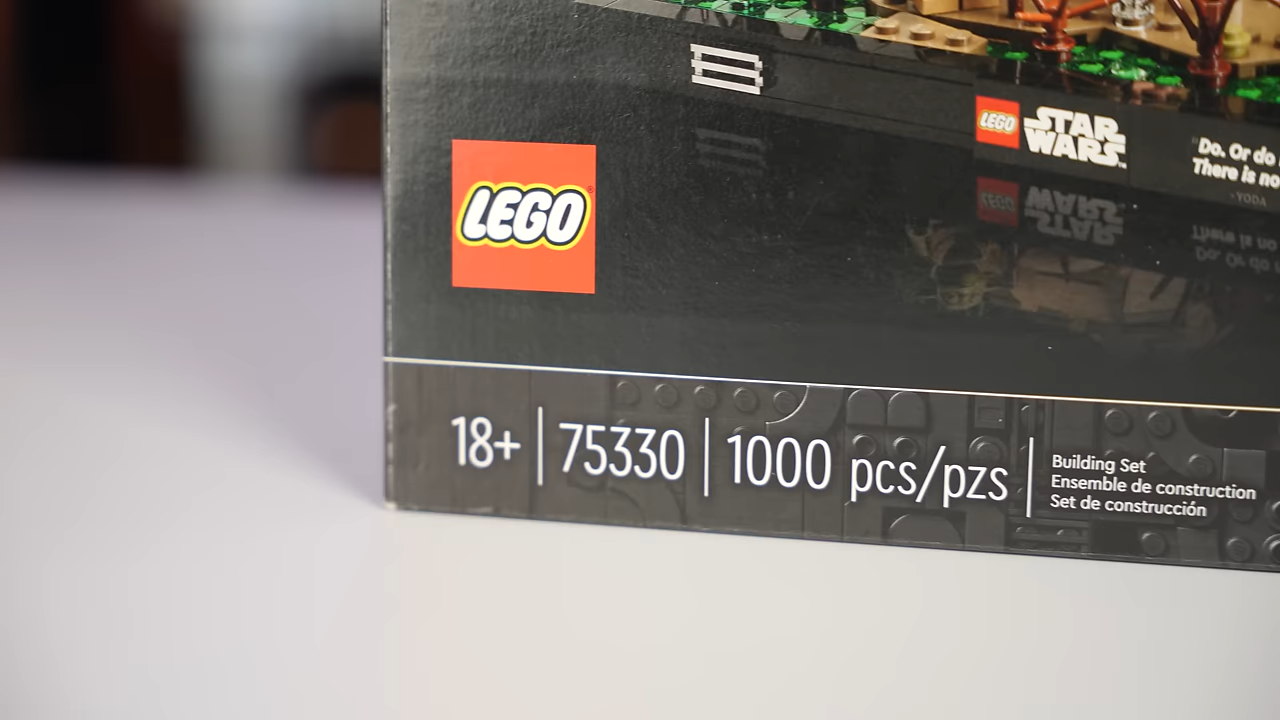 LEGO
STAR
WARS
"Do. Or do
There is no
- YODA
LEGO
18+ | 75330 | 1000 pcs/pzs
Building Set
Ensemble de construction
Set de construcción